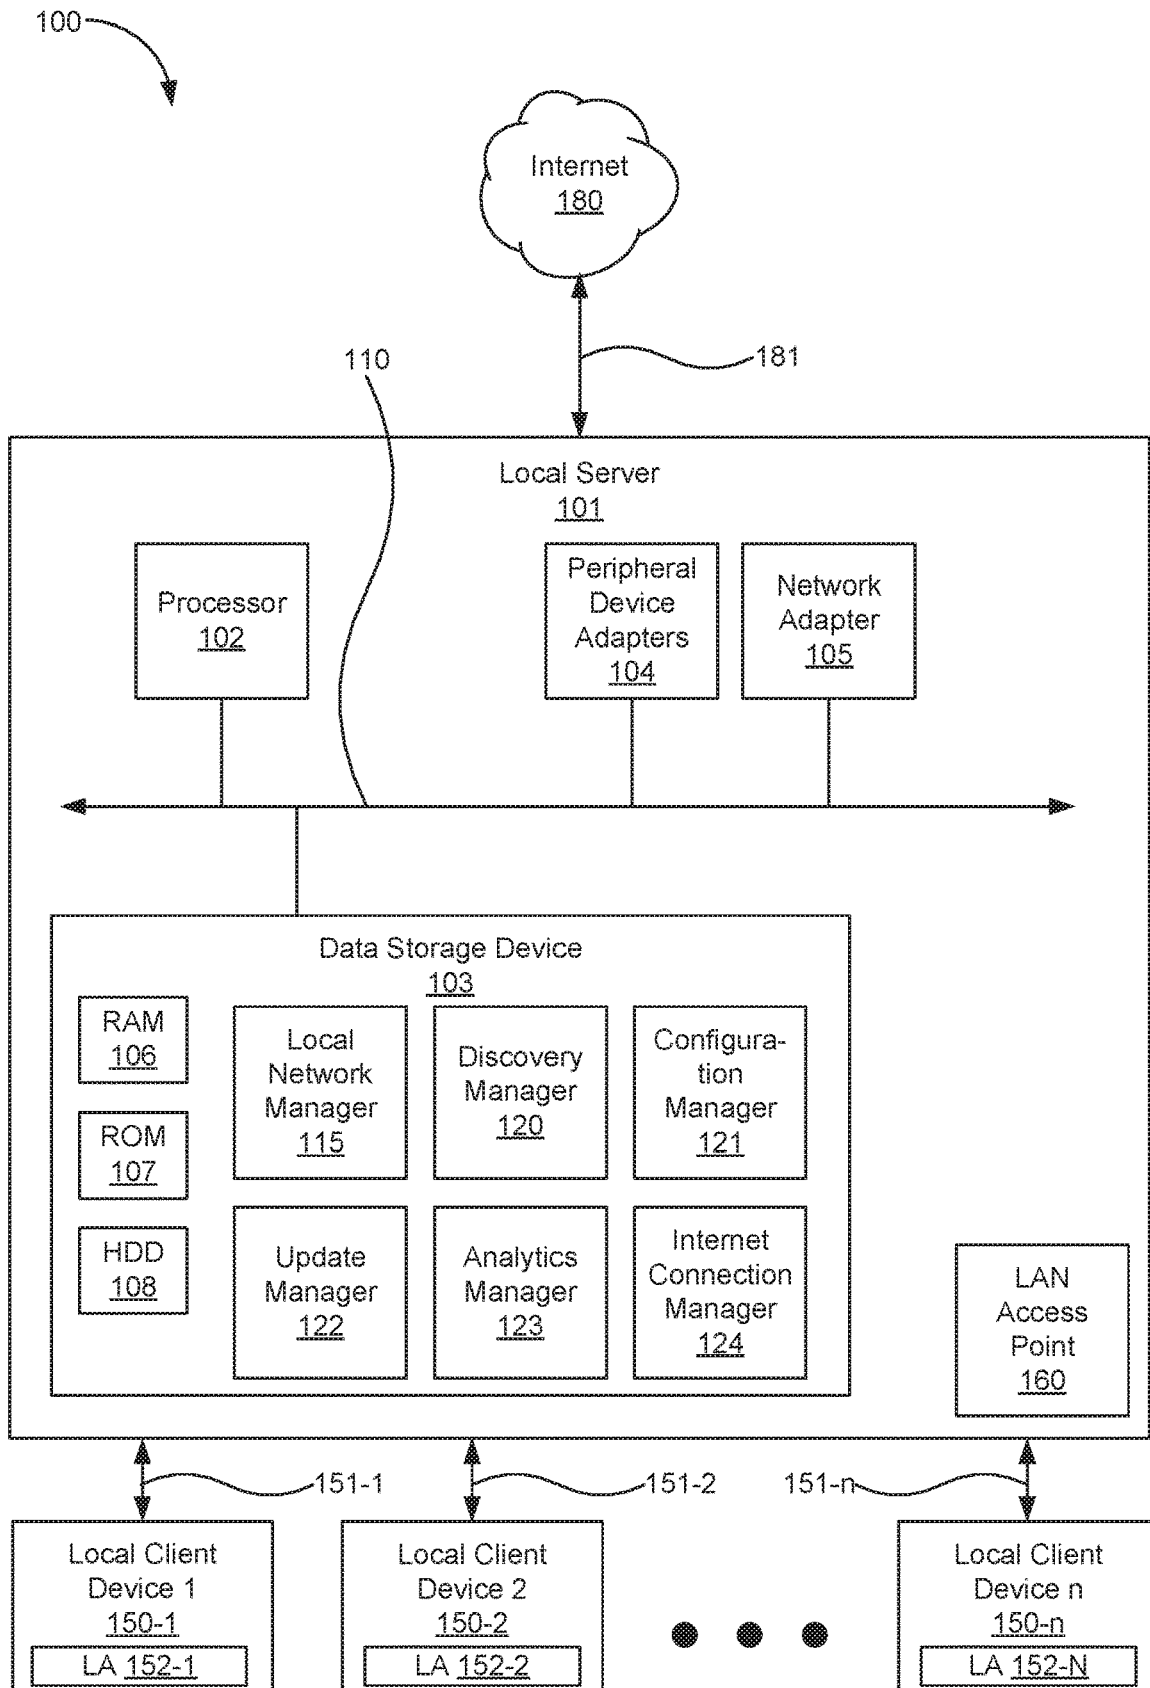 100
Internet
180
181
110
Local Server
101
Processor
102
Peripheral
Device
Adapters
104
Network
Adapter
105
Data Storage Device
103
RAM
106
ROM
107
HDD
108
Local
Network
Manager
115
Discovery
Manager
120
Configura-
tion
Manager
121
Update
Manager
122
Analytics
Manager
123
Internet
Connection
Manager
124
LAN
Access
Point
160
151-1
151-2
151-n
Local Client
Device 1
150-1
LA 152-1
Local Client
Device 2
150-2
LA 152-2
Local Client
Device n
150-n
LA 152-N